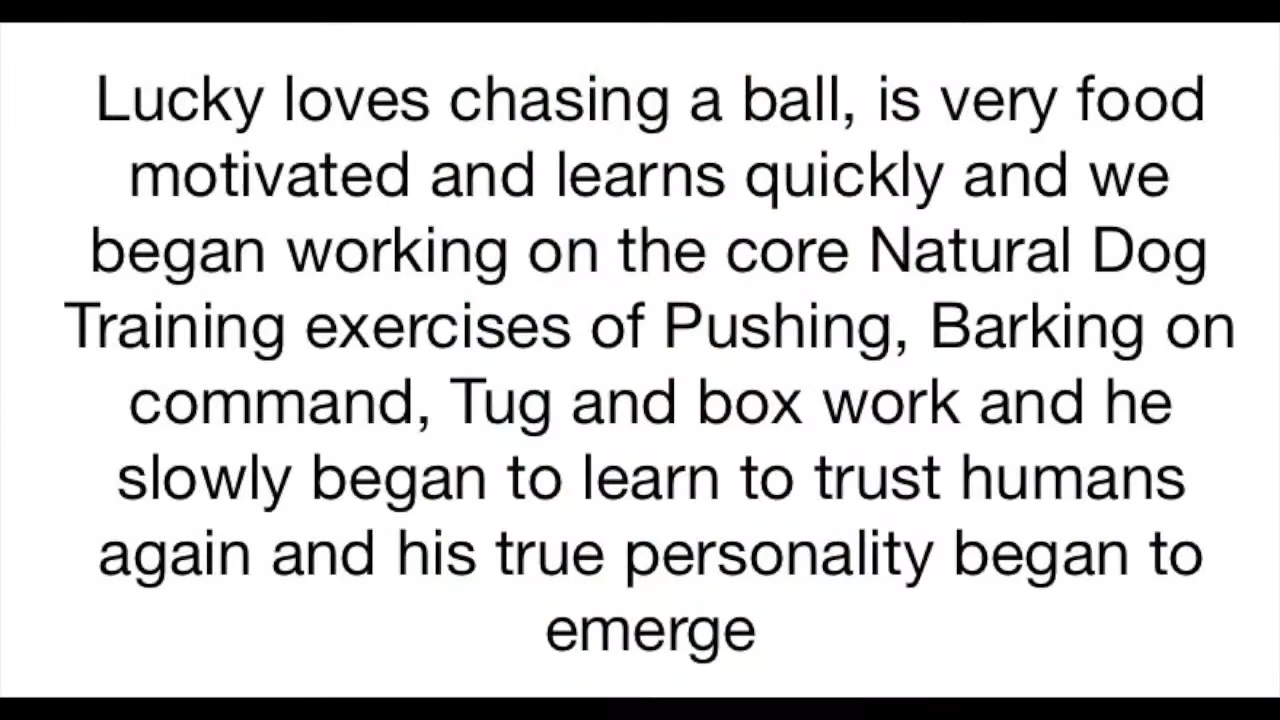 Lucky loves chasing a ball, is very food
motivated and learns quickly and we
began working on the core Natural Dog
Training exercises of Pushing, Barking on
command, Tug and box work and he
slowly began to learn to trust humans
again and his true personality began to
emerge